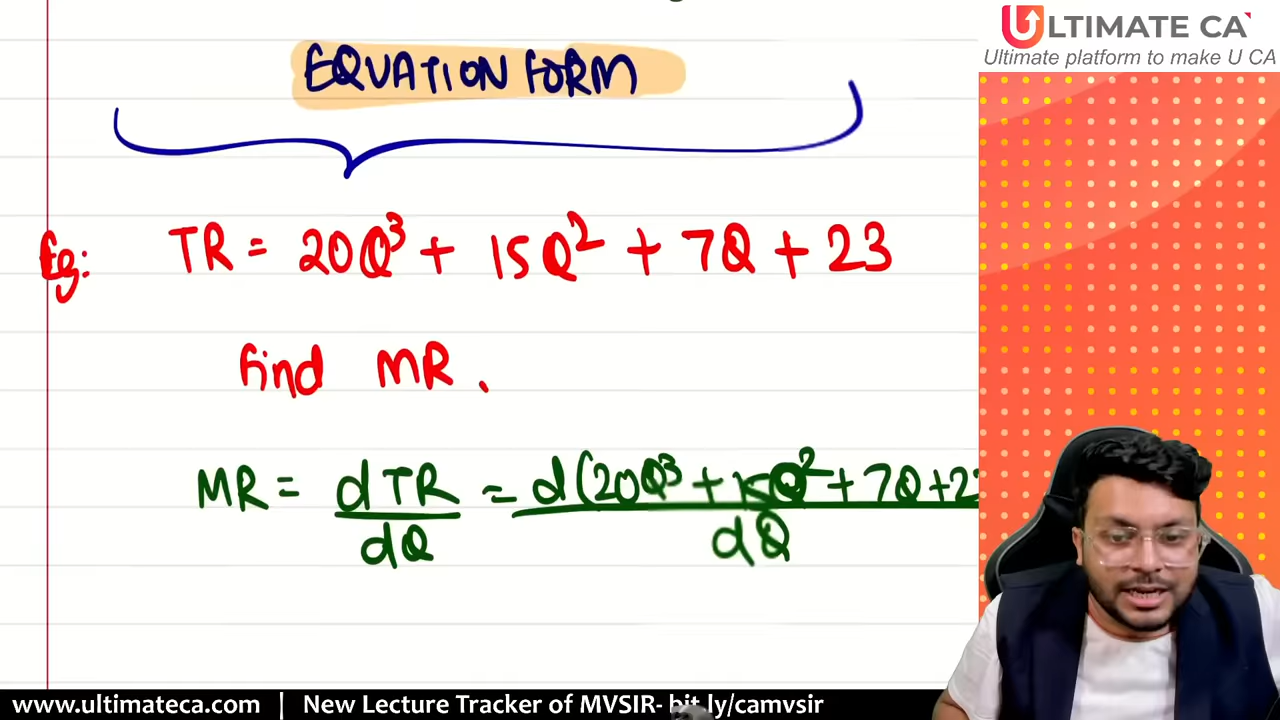 ULTIMATE CA
Ultimate platform to make U CA
EQUATION FORM
Eg: TR = 20Q³ + 15Q² + 7Q + 23
Find MR.
MR = dTR/dQ = d(20Q³ + 15Q² + 7Q + 2
dQ
www.ultimateca.com | New Lecture Tracker of MVSIR- bit.ly/camvsir